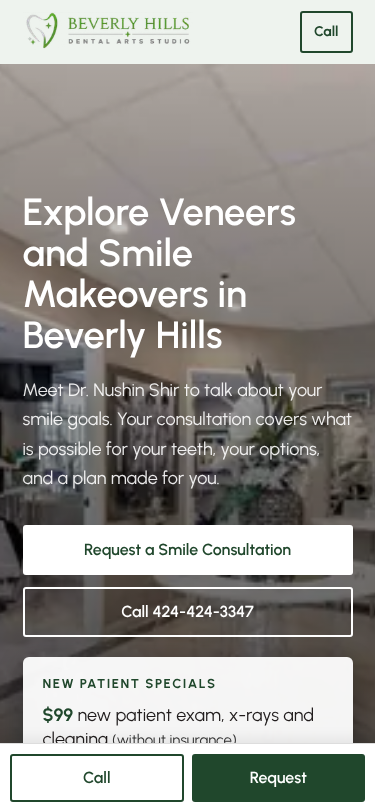 BEVERLY HILLS
DENTAL ARTS STUDIO
Call
Explore Veneers
and Smile
Makeovers in
Beverly Hills
Meet Dr. Nushin Shir to talk about your
smile goals. Your consultation covers what
is possible for your teeth, your options,
and a plan made for you.
Request a Smile Consultation
Call 424-424-3347
NEW PATIENT SPECIALS
$99 new patient exam, x-rays and
cleaning (without insurance)
Call
Request